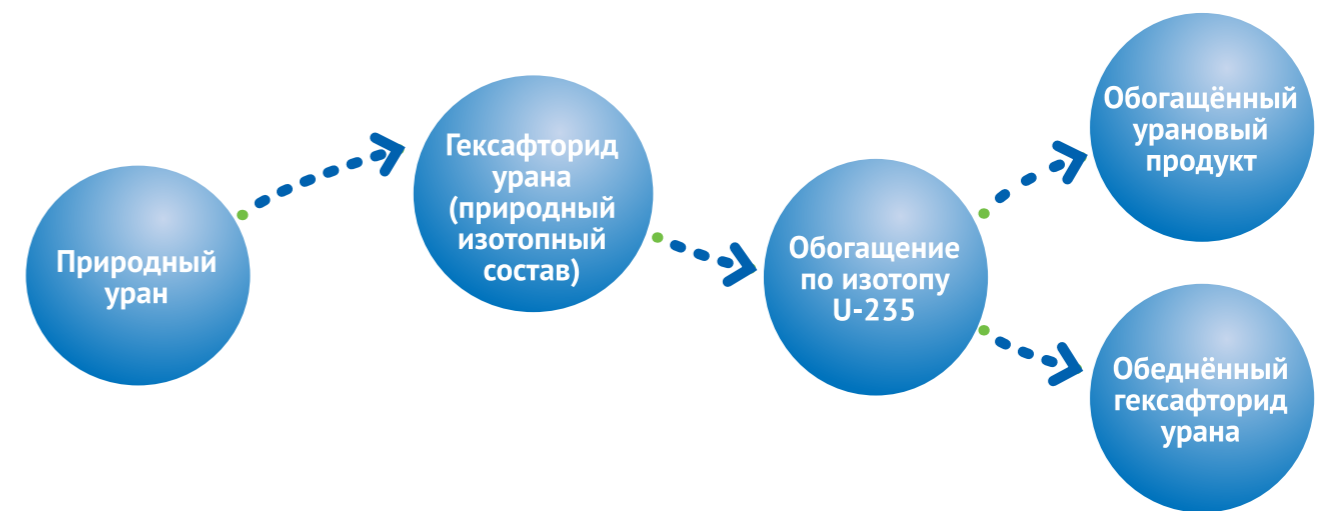 Природный
уран
Гексафторид
урана
(природный
изотопный
состав)
Обогащение
по изотопу
U-235
Обогащённый
урановый
продукт
Обеднённый
гексафторид
урана